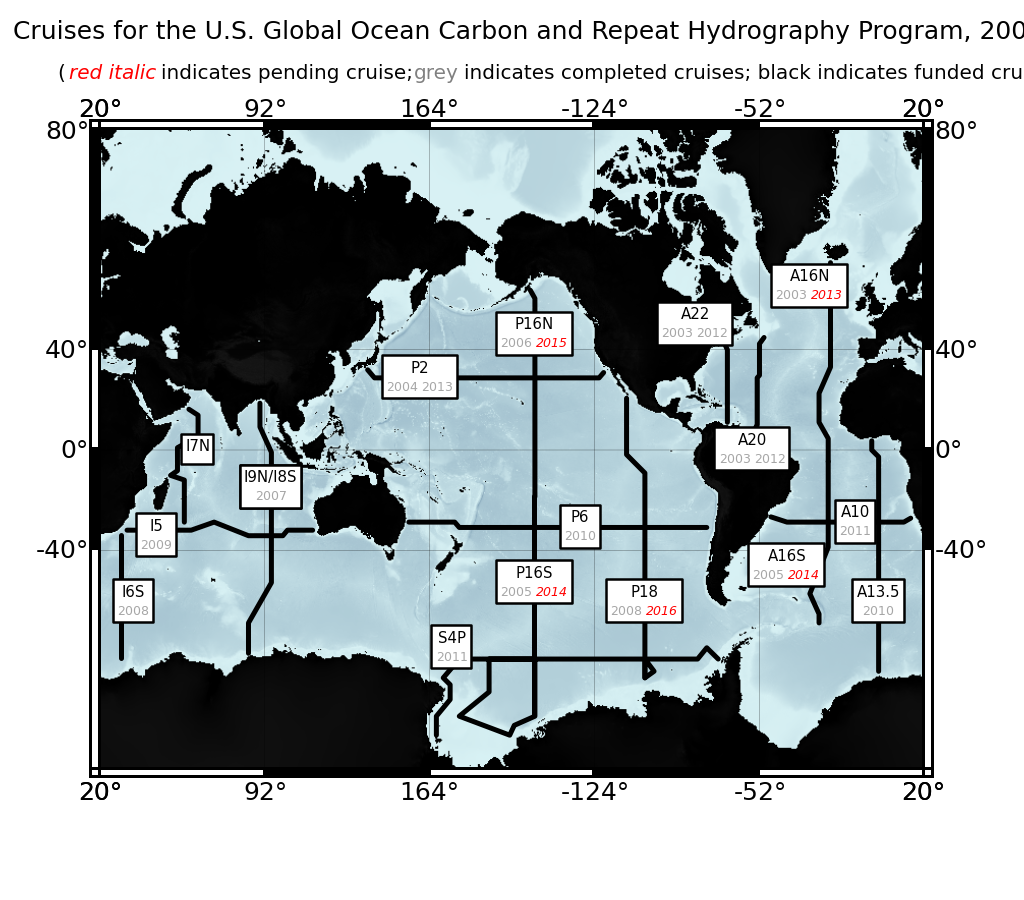 Cruises for the U.S. Global Ocean Carbon and Repeat Hydrography Program, 200
( red italic indicates pending cruise; grey indicates completed cruises; black indicates funded cru
20° 92° 164° -124° -52° 20°
80° 80°
A16N
2003 2013
A22
2003 2012
P16N
2006 2015
40° 40°
P2
2004 2013
I7N
A20
2003 2012
0° 0°
I9N/I8S
2007
A10
2011
P6
2010
I5
2009
-40° -40°
A16S
2005 2014
P16S
2005 2014
I6S
2008
P18
2008 2016
A13.5
2010
S4P
2011
20° 92° 164° -124° -52° 20°